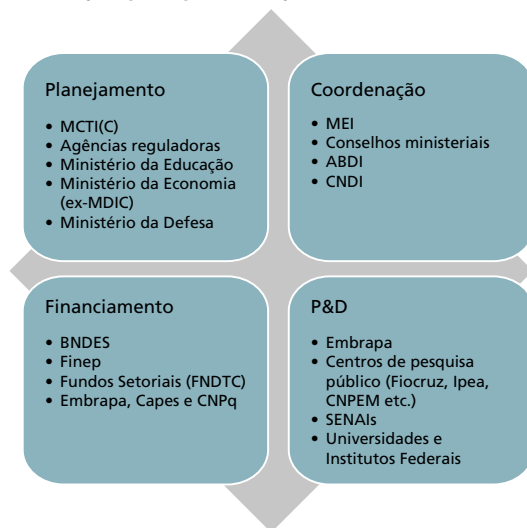 Planejamento
• MCTI(C)
• Agências reguladoras
• Ministério da Educação
• Ministério da Economia
(ex-MDIC)
• Ministério da Defesa
Coordenação
• MEI
• Conselhos ministeriais
• ABDI
• CNDI
Financiamento
• BNDES
• Finep
• Fundos Setoriais (FNDTC)
• Embrapa, Capes e CNPq
P&D
• Embrapa
• Centros de pesquisa
público (Fiocruz, Ipea,
CNPEM etc.)
• SENAIs
• Universidades e
Institutos Federais